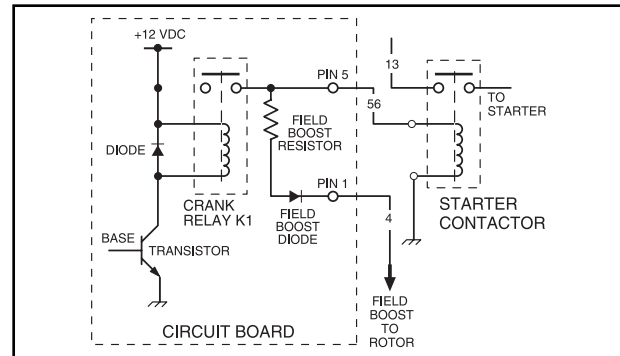 +12 VDC
13
PIN 5
56
TO
STARTER
FIELD
BOOST
RESISTOR
DIODE
PIN 1
CRANK
RELAY K1
FIELD
BOOST
DIODE
STARTER
CONTACTOR
4
BASE
TRANSISTOR
FIELD
BOOST
TO
ROTOR
CIRCUIT BOARD